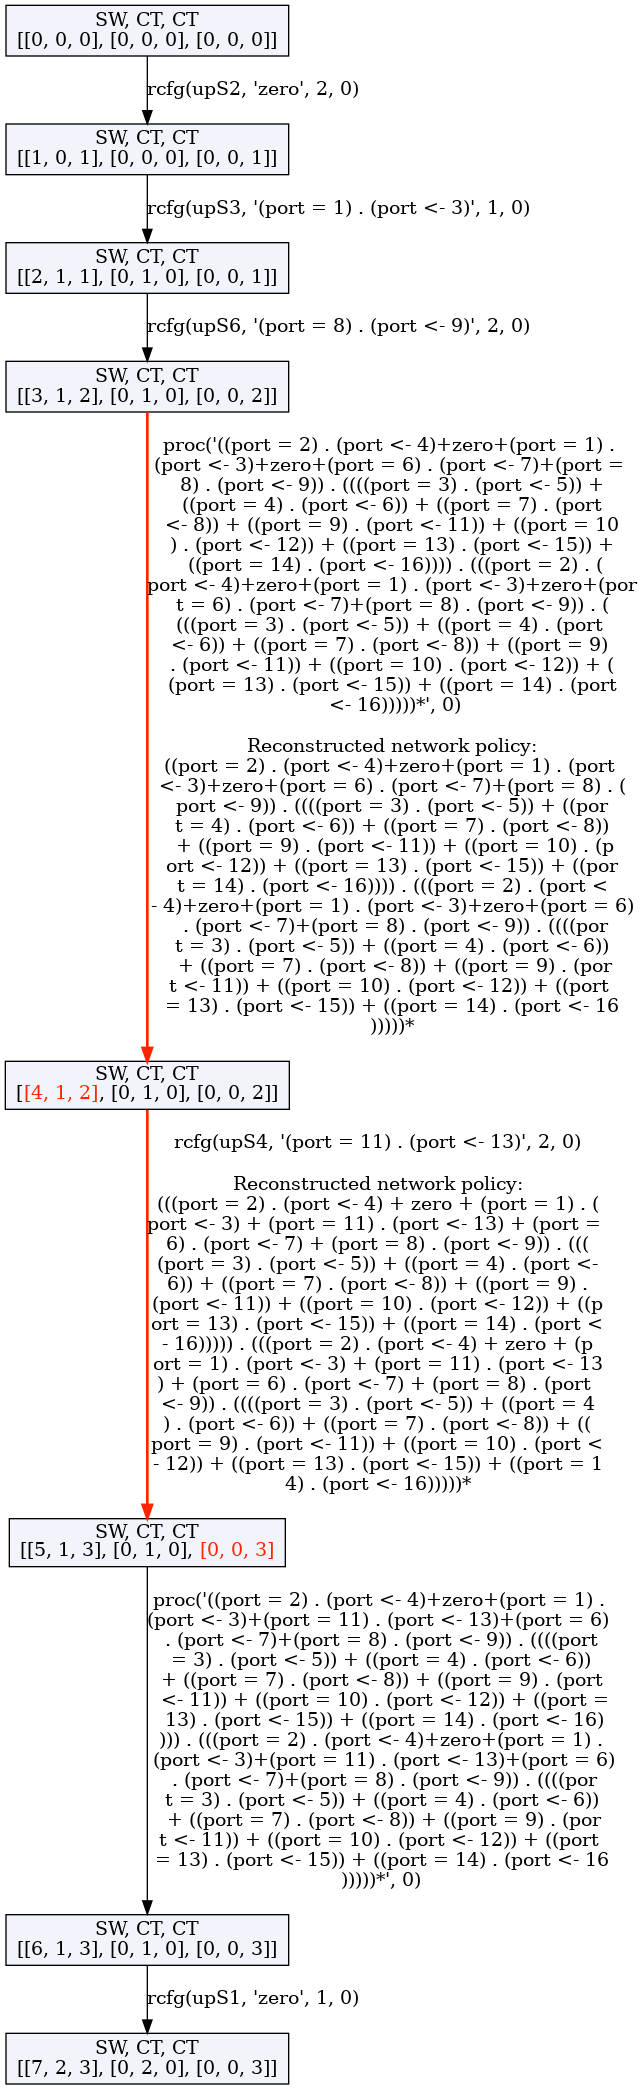 SW, CT, CT
[[0, 0, 0], [0, 0, 0], [0, 0, 0]]
rcfg(upS2, 'zero', 2, 0)
SW, CT, CT
[[1, 0, 1], [0, 0, 0], [0, 0, 1]]
rcfg(upS3, '(port = 1) . (port <- 3)', 1, 0)
SW, CT, CT
[[2, 1, 1], [0, 1, 0], [0, 0, 1]]
rcfg(upS6, '(port = 8) . (port <- 9)', 2, 0)
SW, CT, CT
[[3, 1, 2], [0, 1, 0], [0, 0, 2]]
proc('((port = 2) . (port <- 4)+zero+(port = 1) .
(port <- 3)+zero+(port = 6) . (port <- 7)+(port =
8) . (port <- 9)) . ((((port = 3) . (port <- 5)) +
((port = 4) . (port <- 6)) + ((port = 7) . (port
<- 8)) + ((port = 9) . (port <- 11)) + ((port = 10
) . (port <- 12)) + ((port = 13) . (port <- 15)) +
((port = 14) . (port <- 16)))) . (((port = 2) . (
port <- 4)+zero+(port = 1) . (port <- 3)+zero+(por
t = 6) . (port <- 7)+(port = 8) . (port <- 9)) . (
(((port = 3) . (port <- 5)) + ((port = 4) . (port
<- 6)) + ((port = 7) . (port <- 8)) + ((port = 9)
. (port <- 11)) + ((port = 10) . (port <- 12)) + (
(port = 13) . (port <- 15)) + ((port = 14) . (port
<- 16)))))*', 0)
Reconstructed network policy:
((port = 2) . (port <- 4)+zero+(port = 1) . (port
<- 3)+zero+(port = 6) . (port <- 7)+(port = 8) . (
port <- 9)) . ((((port = 3) . (port <- 5)) + ((por
t = 4) . (port <- 6)) + ((port = 7) . (port <- 8))
+ ((port = 9) . (port <- 11)) + ((port = 10) . (p
ort <- 12)) + ((port = 13) . (port <- 15)) + ((por
t = 14) . (port <- 16)))) . (((port = 2) . (port <
- 4)+zero+(port = 1) . (port <- 3)+zero+(port = 6)
. (port <- 7)+(port = 8) . (port <- 9)) . ((((por
t = 3) . (port <- 5)) + ((port = 4) . (port <- 6))
+ ((port = 7) . (port <- 8)) + ((port = 9) . (por
t <- 11)) + ((port = 10) . (port <- 12)) + ((port
= 13) . (port <- 15)) + ((port = 14) . (port <- 16
)))))*
SW, CT, CT
[[4, 1, 2], [0, 1, 0], [0, 0, 2]]
rcfg(upS4, '(port = 11) . (port <- 13)', 2, 0)
Reconstructed network policy:
(((port = 2) . (port <- 4) + zero + (port = 1) . (
port <- 3) + (port = 11) . (port <- 13) + (port =
6) . (port <- 7) + (port = 8) . (port <- 9)) . (((
(port = 3) . (port <- 5)) + ((port = 4) . (port <-
6)) + ((port = 7) . (port <- 8)) + ((port = 9) .
(port <- 11)) + ((port = 10) . (port <- 12)) + ((p
ort = 13) . (port <- 15)) + ((port = 14) . (port <
- 16))))) . (((port = 2) . (port <- 4) + zero + (p
ort = 1) . (port <- 3) + (port = 11) . (port <- 13
) + (port = 6) . (port <- 7) + (port = 8) . (port
<- 9)) . ((((port = 3) . (port <- 5)) + ((port = 4
) . (port <- 6)) + ((port = 7) . (port <- 8)) + ((
port = 9) . (port <- 11)) + ((port = 10) . (port <
- 12)) + ((port = 13) . (port <- 15)) + ((port = 1
4) . (port <- 16)))))*
SW, CT, CT
[[5, 1, 3], [0, 1, 0], [0, 0, 3]
proc('((port = 2) . (port <- 4)+zero+(port = 1) .
(port <- 3)+(port = 11) . (port <- 13)+(port = 6)
. (port <- 7)+(port = 8) . (port <- 9)) . ((((port
= 3) . (port <- 5)) + ((port = 4) . (port <- 6))
+ ((port = 7) . (port <- 8)) + ((port = 9) . (port
<- 11)) + ((port = 10) . (port <- 12)) + ((port =
13) . (port <- 15)) + ((port = 14) . (port <- 16)
))) . (((port = 2) . (port <- 4)+zero+(port = 1) .
(port <- 3)+(port = 11) . (port <- 13)+(port = 6)
. (port <- 7)+(port = 8) . (port <- 9)) . ((((por
t = 3) . (port <- 5)) + ((port = 4) . (port <- 6))
+ ((port = 7) . (port <- 8)) + ((port = 9) . (por
t <- 11)) + ((port = 10) . (port <- 12)) + ((port
= 13) . (port <- 15)) + ((port = 14) . (port <- 16
)))))*', 0)
SW, CT, CT
[[6, 1, 3], [0, 1, 0], [0, 0, 3]]
rcfg(upS1, 'zero', 1, 0)
SW, CT, CT
[[7, 2, 3], [0, 2, 0], [0, 0, 3]]